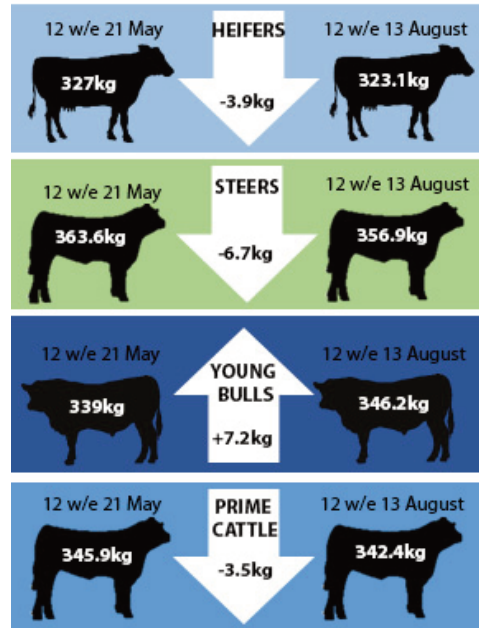 12 w/e 21 May
HEIFERS
12 w/e 13 August
327kg
-3.9kg
323.1kg
12 w/e 21 May
STEERS
12 w/e 13 August
363.6kg
-6.7kg
356.9kg
12 w/e 21 May
12 w/e 13 August
YOUNG
BULLS
339kg
346.2kg
+7.2kg
12 w/e 21 May
PRIME
CATTLE
12 w/e 13 August
345.9kg
-3.5kg
342.4kg